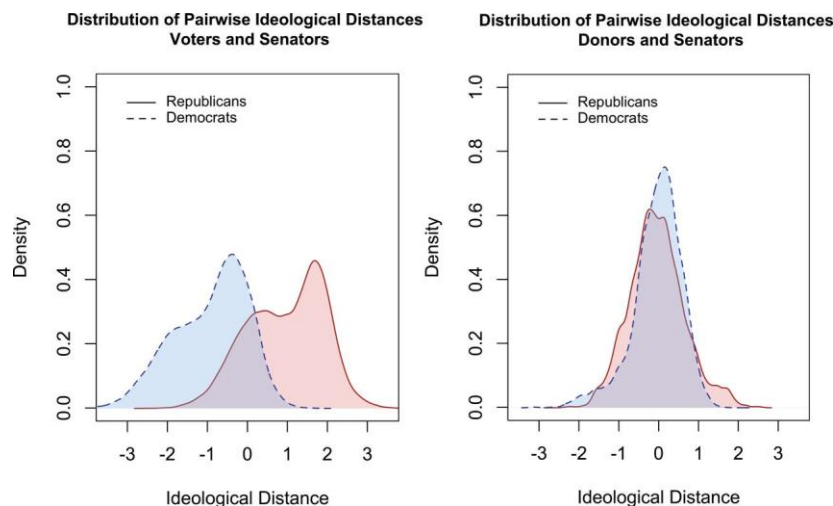 Distribution of Pairwise Ideological Distances
Voters and Senators
Republicans
Democrats
Density
0.0 0.2 0.4 0.6 0.8 1.0
-3 -2 -1 0 1 2 3
Ideological Distance
Distribution of Pairwise Ideological Distances
Donors and Senators
Republicans
Democrats
Density
0.0 0.2 0.4 0.6 0.8 1.0
-3 -2 -1 0 1 2 3
Ideological Distance